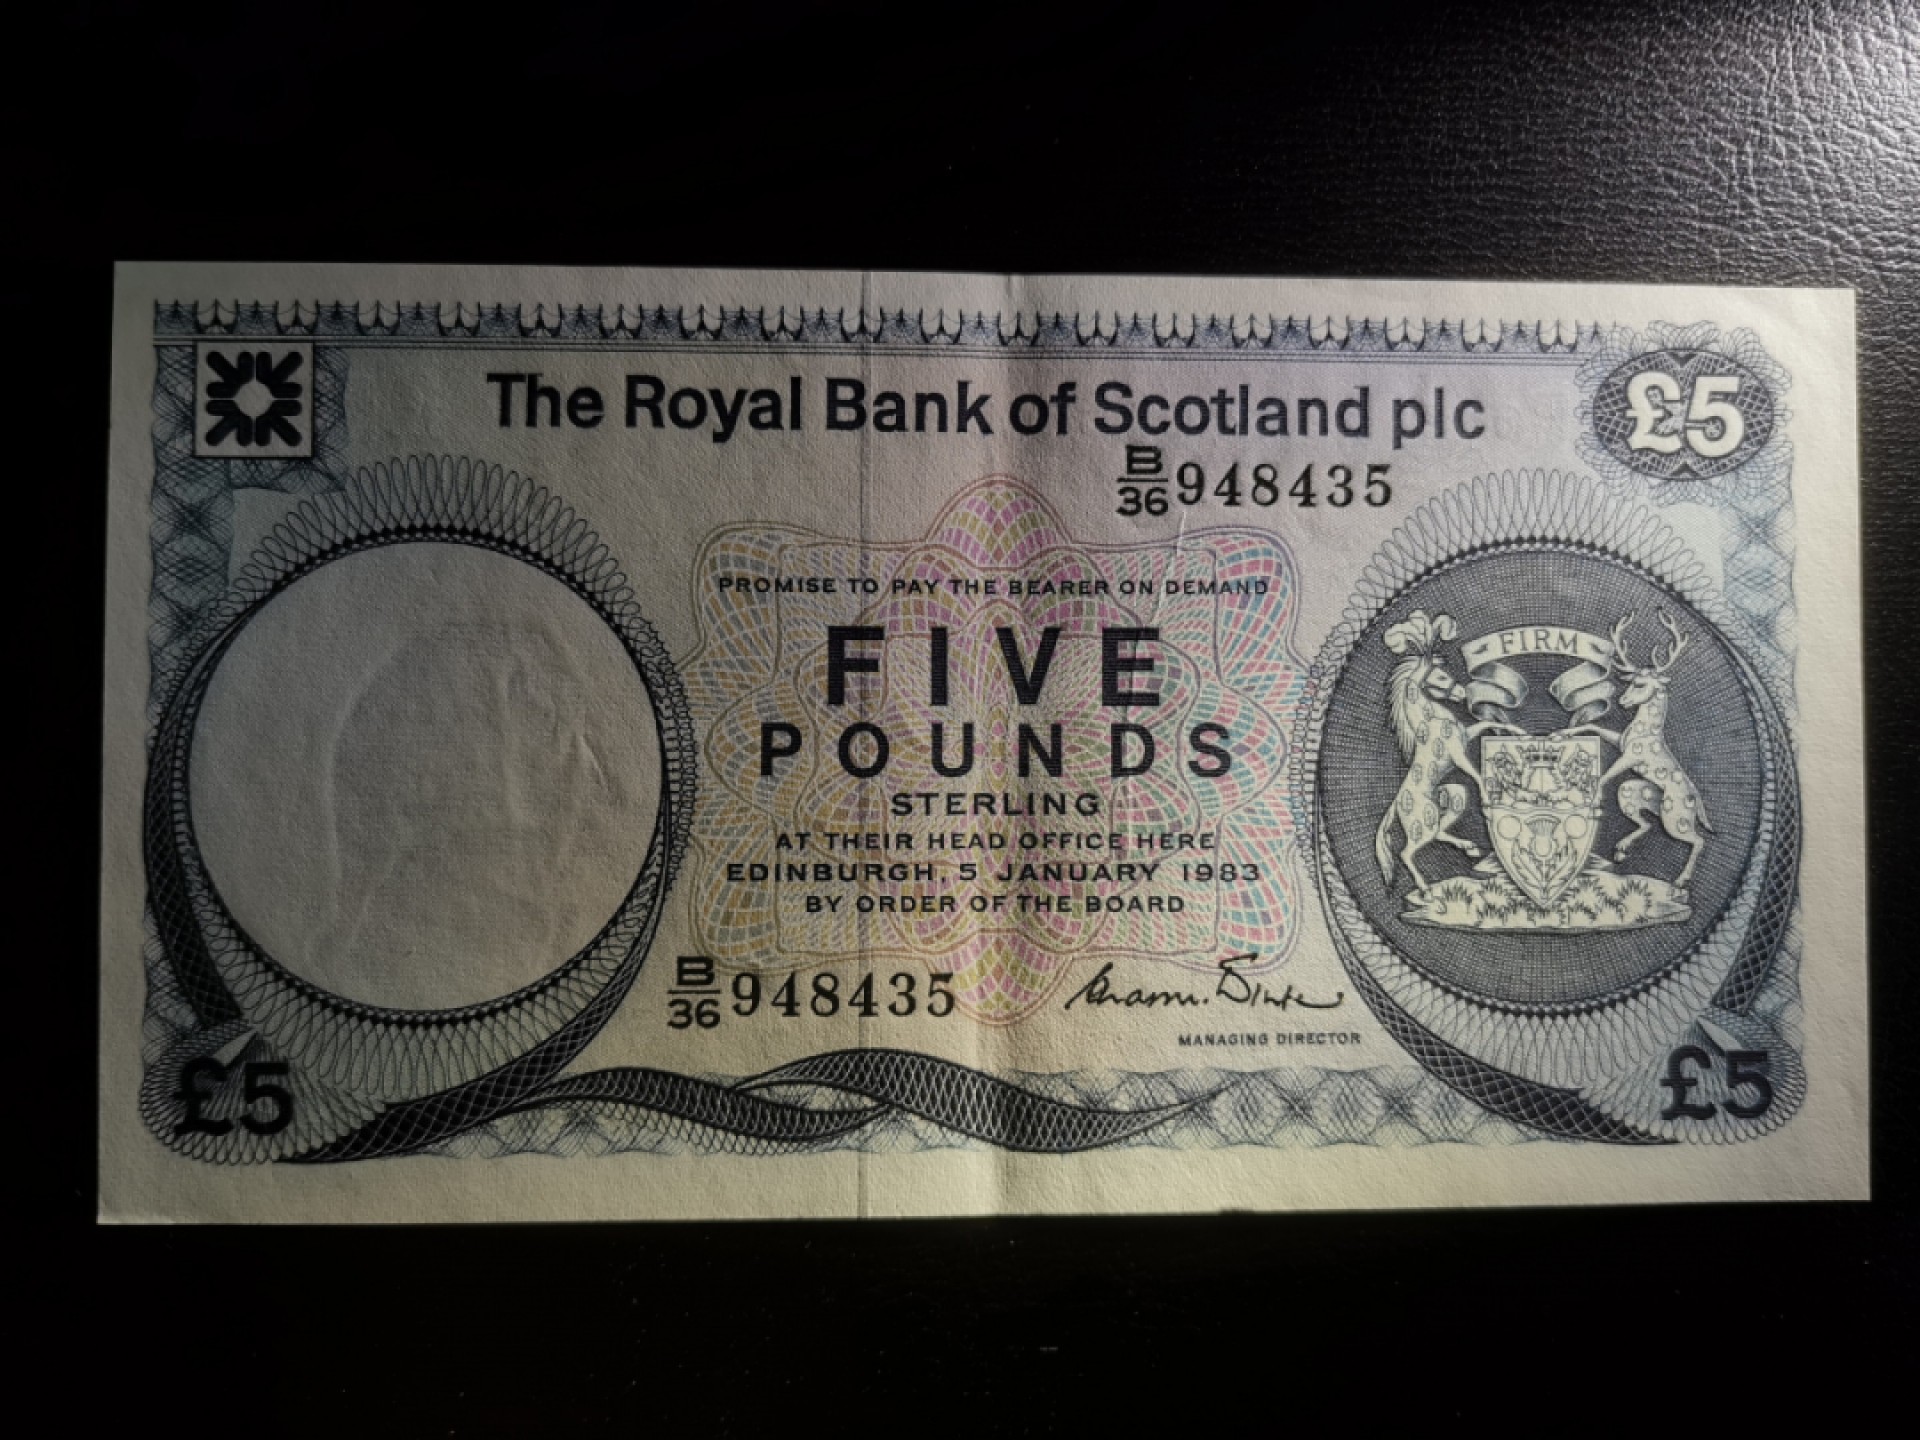 The Royal Bank of Scotland plc
£5
B/36 948435
PROMISE TO PAY THE BEARER ON DEMAND
FIVE
POUNDS
STERLING
AT THEIR HEAD OFFICE HERE
EDINBURGH, 5 JANUARY 1983
BY ORDER OF THE BOARD
FIRM
B/36 948435
MANAGING DIRECTOR
£5
£5